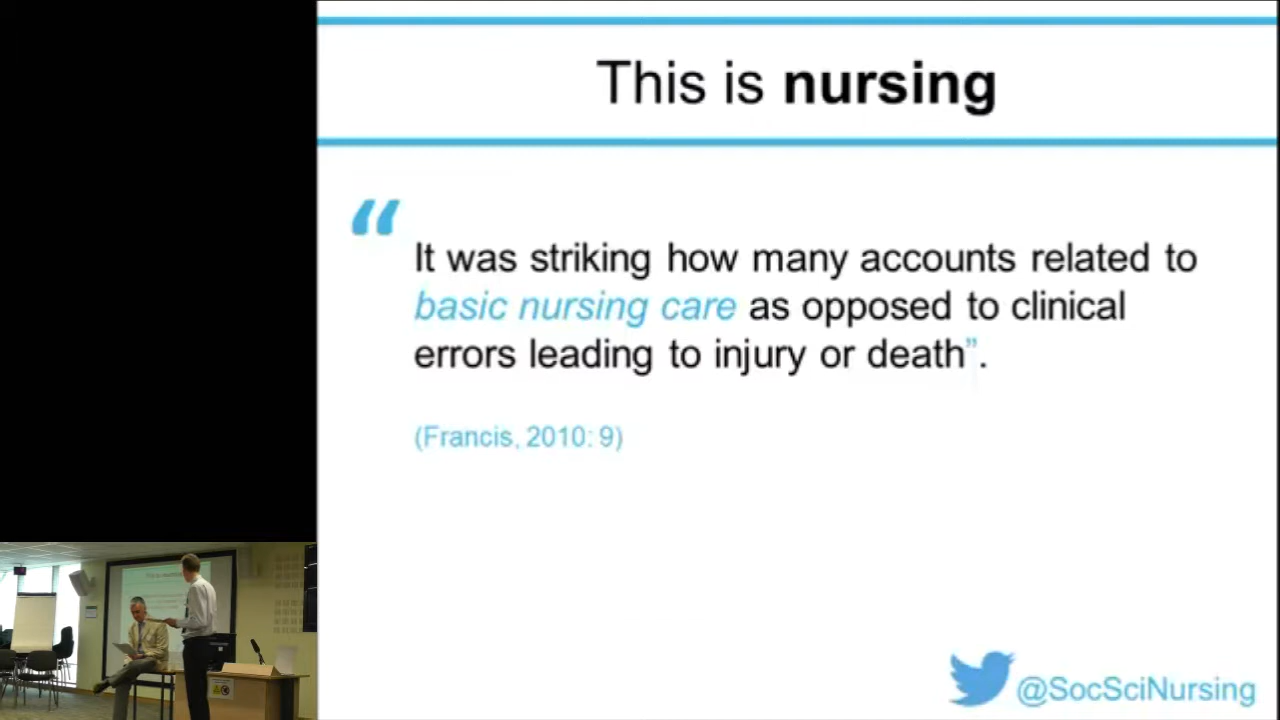 This is nursing
“
It was striking how many accounts related to
basic nursing care as opposed to clinical
errors leading to injury or death”.
(Francis, 2010: 9)
@SocSciNursing